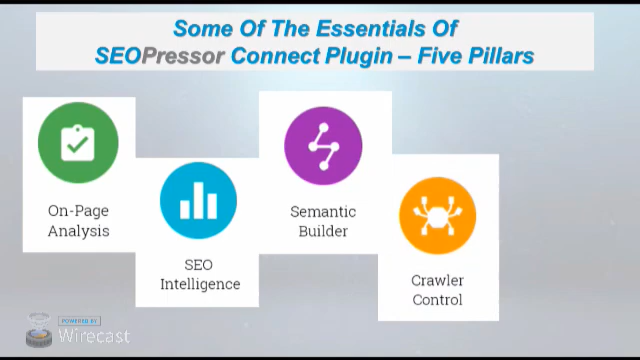 Some Of The Essentials Of
SEOPressor Connect Plugin – Five Pillars
On-Page
Analysis
SEO
Intelligence
Semantic
Builder
Crawler
Control
POWERED BY
Wirecast